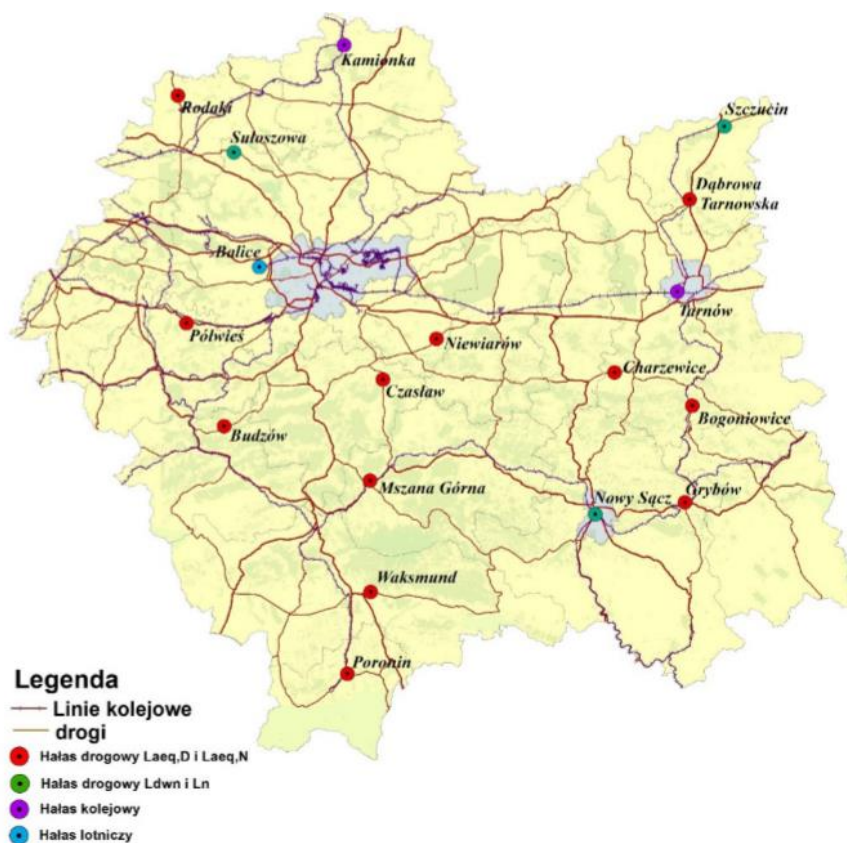 Kamionka
Rodaki
Szczucin
Sułoszowa
Dąbrowa
Tarnowska
Balice
Tarnów
Półwieś
Niewiarów
Charzewice
Czasław
Bogoniowice
Budzów
Mszana Górna
Nowy Sącz
Grybów
Waksmund
Poronin
Legenda
Linie kolejowe
drogi
Hałas drogowy Laeq,D i Laeq,N
Hałas drogowy Ldwn i Ln
Hałas kolejowy
Hałas lotniczy